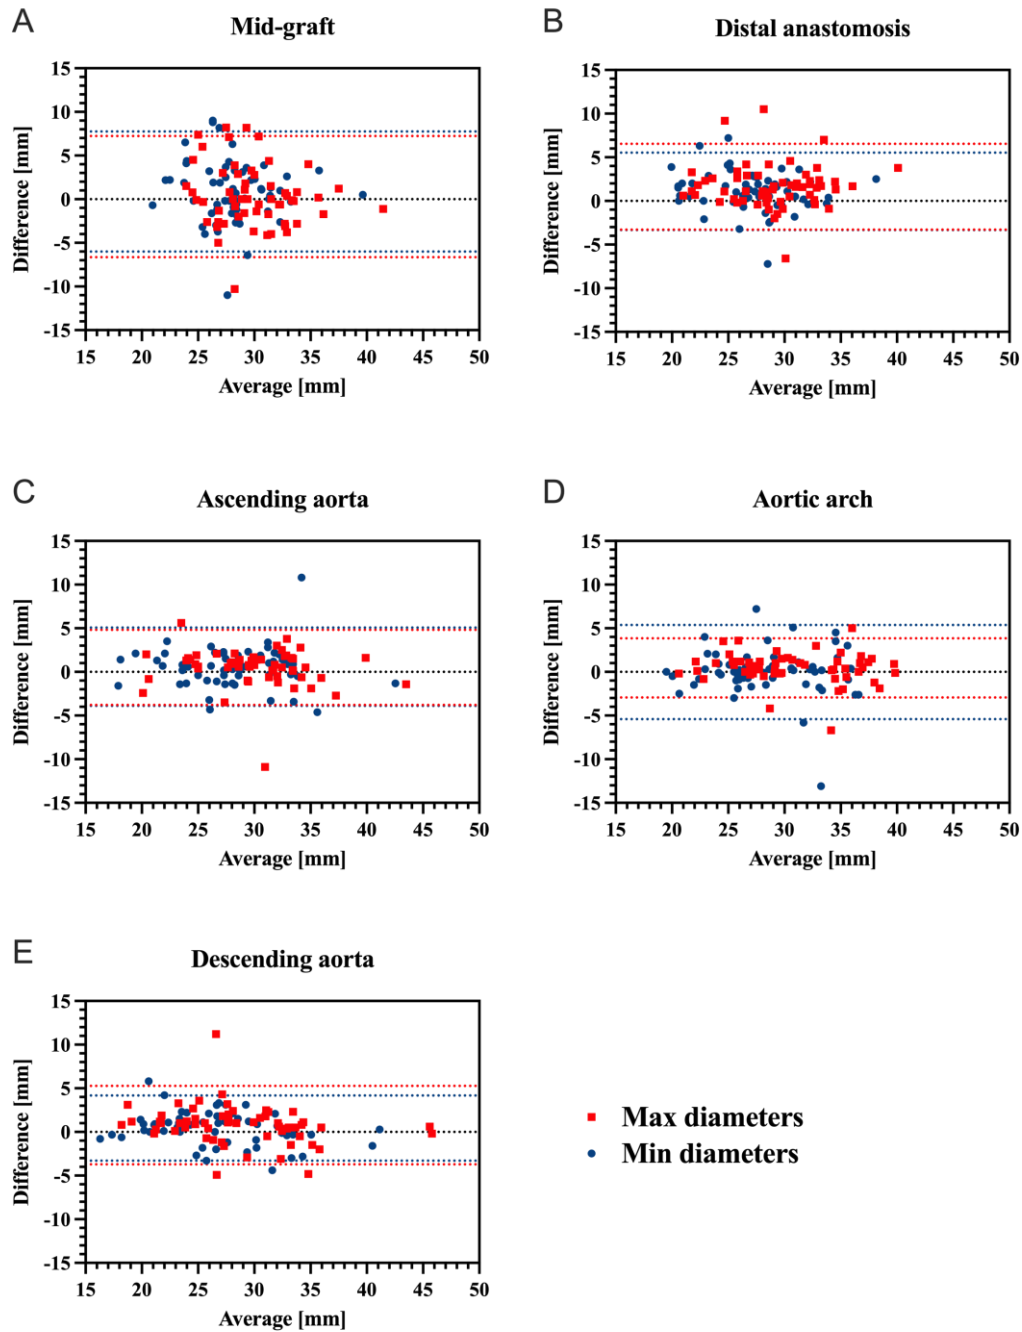 A
Mid-graft
15
10
5
0
-5
-10
-15
Difference [mm]
15 20 25 30 35 40 45 50
Average [mm]
B
Distal anastomosis
15
10
5
0
-5
-10
-15
Difference [mm]
15 20 25 30 35 40 45 50
Average [mm]
C
Ascending aorta
15
10
5
0
-5
-10
-15
Difference [mm]
15 20 25 30 35 40 45 50
Average [mm]
D
Aortic arch
15
10
5
0
-5
-10
-15
Difference [mm]
15 20 25 30 35 40 45 50
Average [mm]
E
Descending aorta
15
10
5
0
-5
-10
-15
Difference [mm]
15 20 25 30 35 40 45 50
Average [mm]
Max diameters
Min diameters